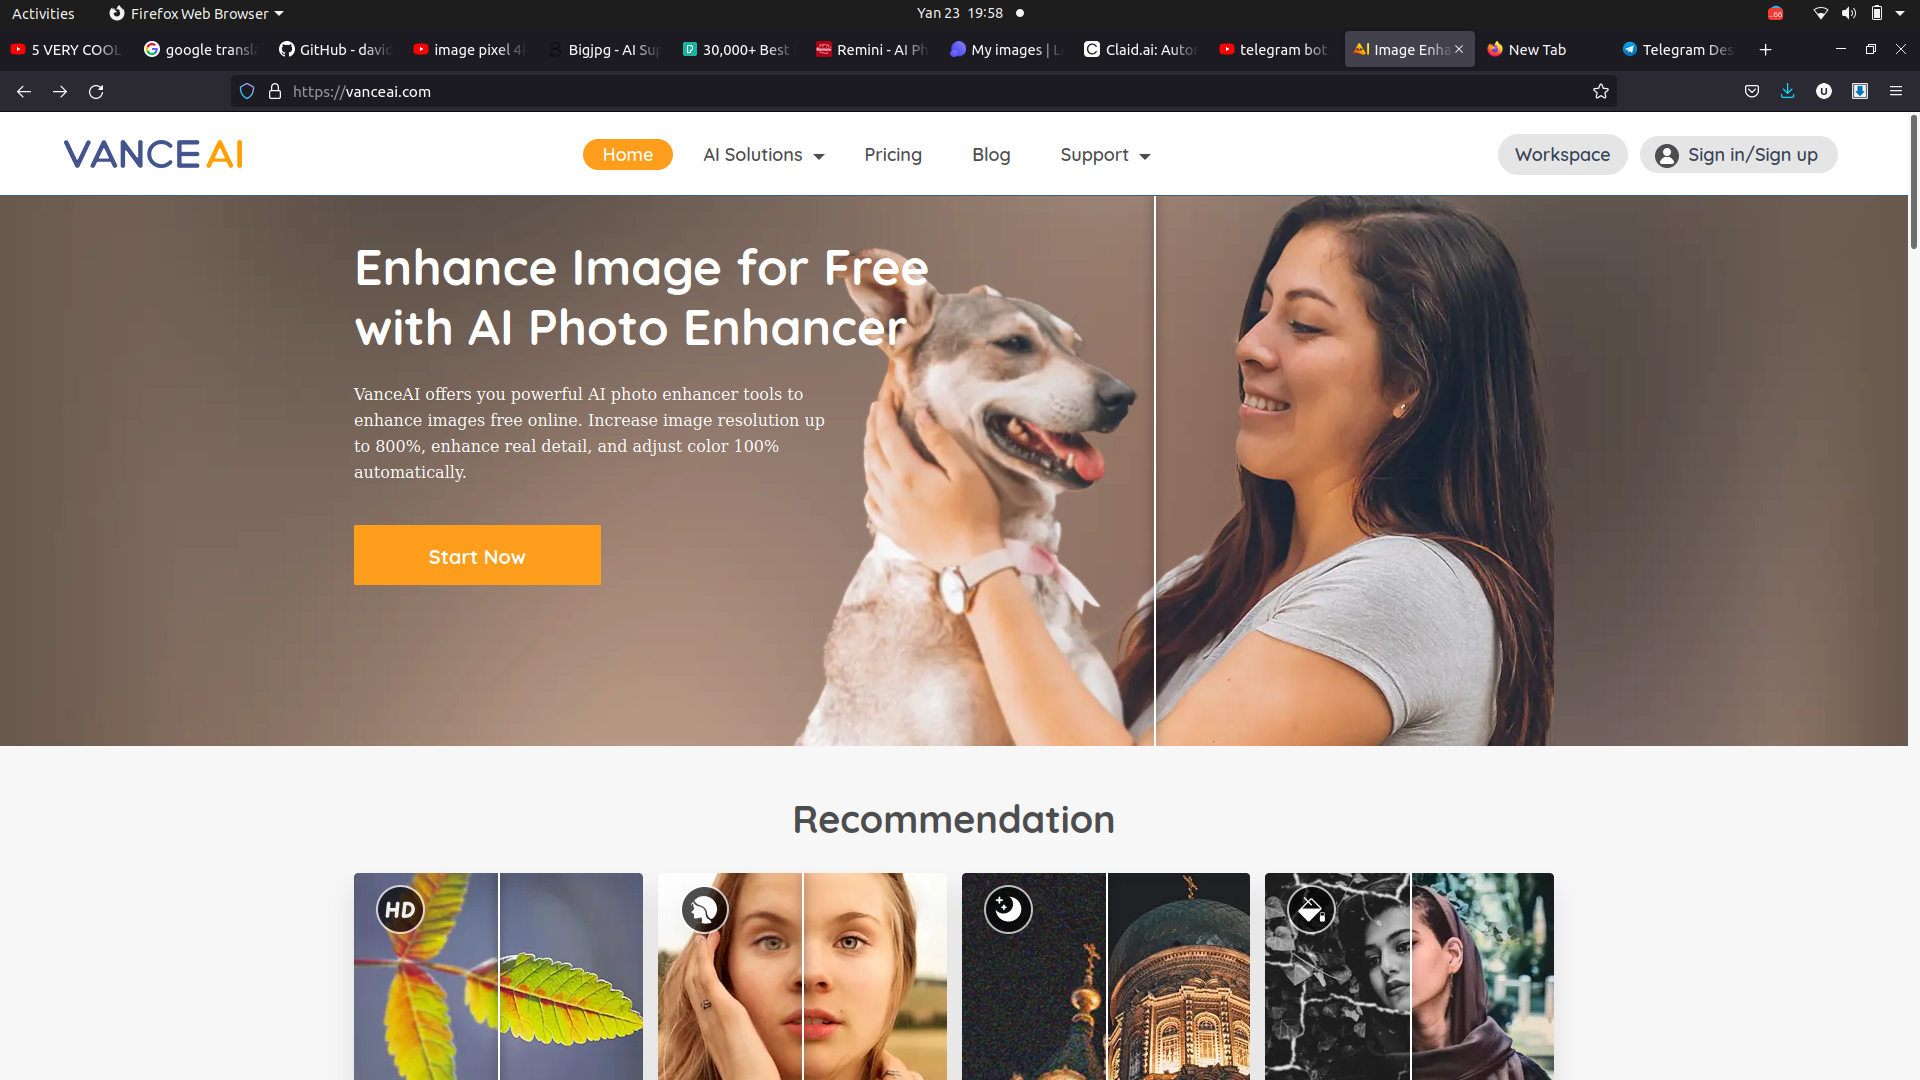 Activities
Firefox Web Browser
Yan 23 19:58
5 VERY COOL
google transl
GitHub - davic
image pixel 4k
Bigjpg - AI Sup
30,000+ Best
Remini - AI Ph
My images | L
Claid.ai: Autor
telegram bot
Image Enha
New Tab
Telegram Des
https://vanceai.com
VANCE AI
Home
AI Solutions
Pricing
Blog
Support
Workspace
Sign in/Sign up
Enhance Image for Free
with AI Photo Enhancer
VanceAI offers you powerful AI photo enhancer tools to
enhance images free online. Increase image resolution up
to 800%, enhance real detail, and adjust color 100%
automatically.
Start Now
Recommendation
HD